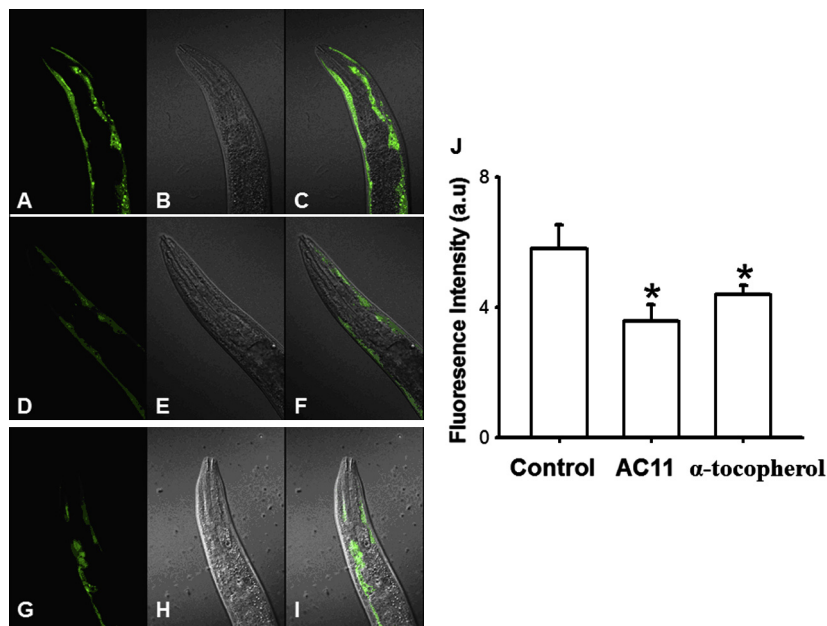 A
B
C
D
E
F
G
H
I
J
Fluoresence Intensity (a.u)
8
4
0
*
*
Control
AC11
α-tocopherol